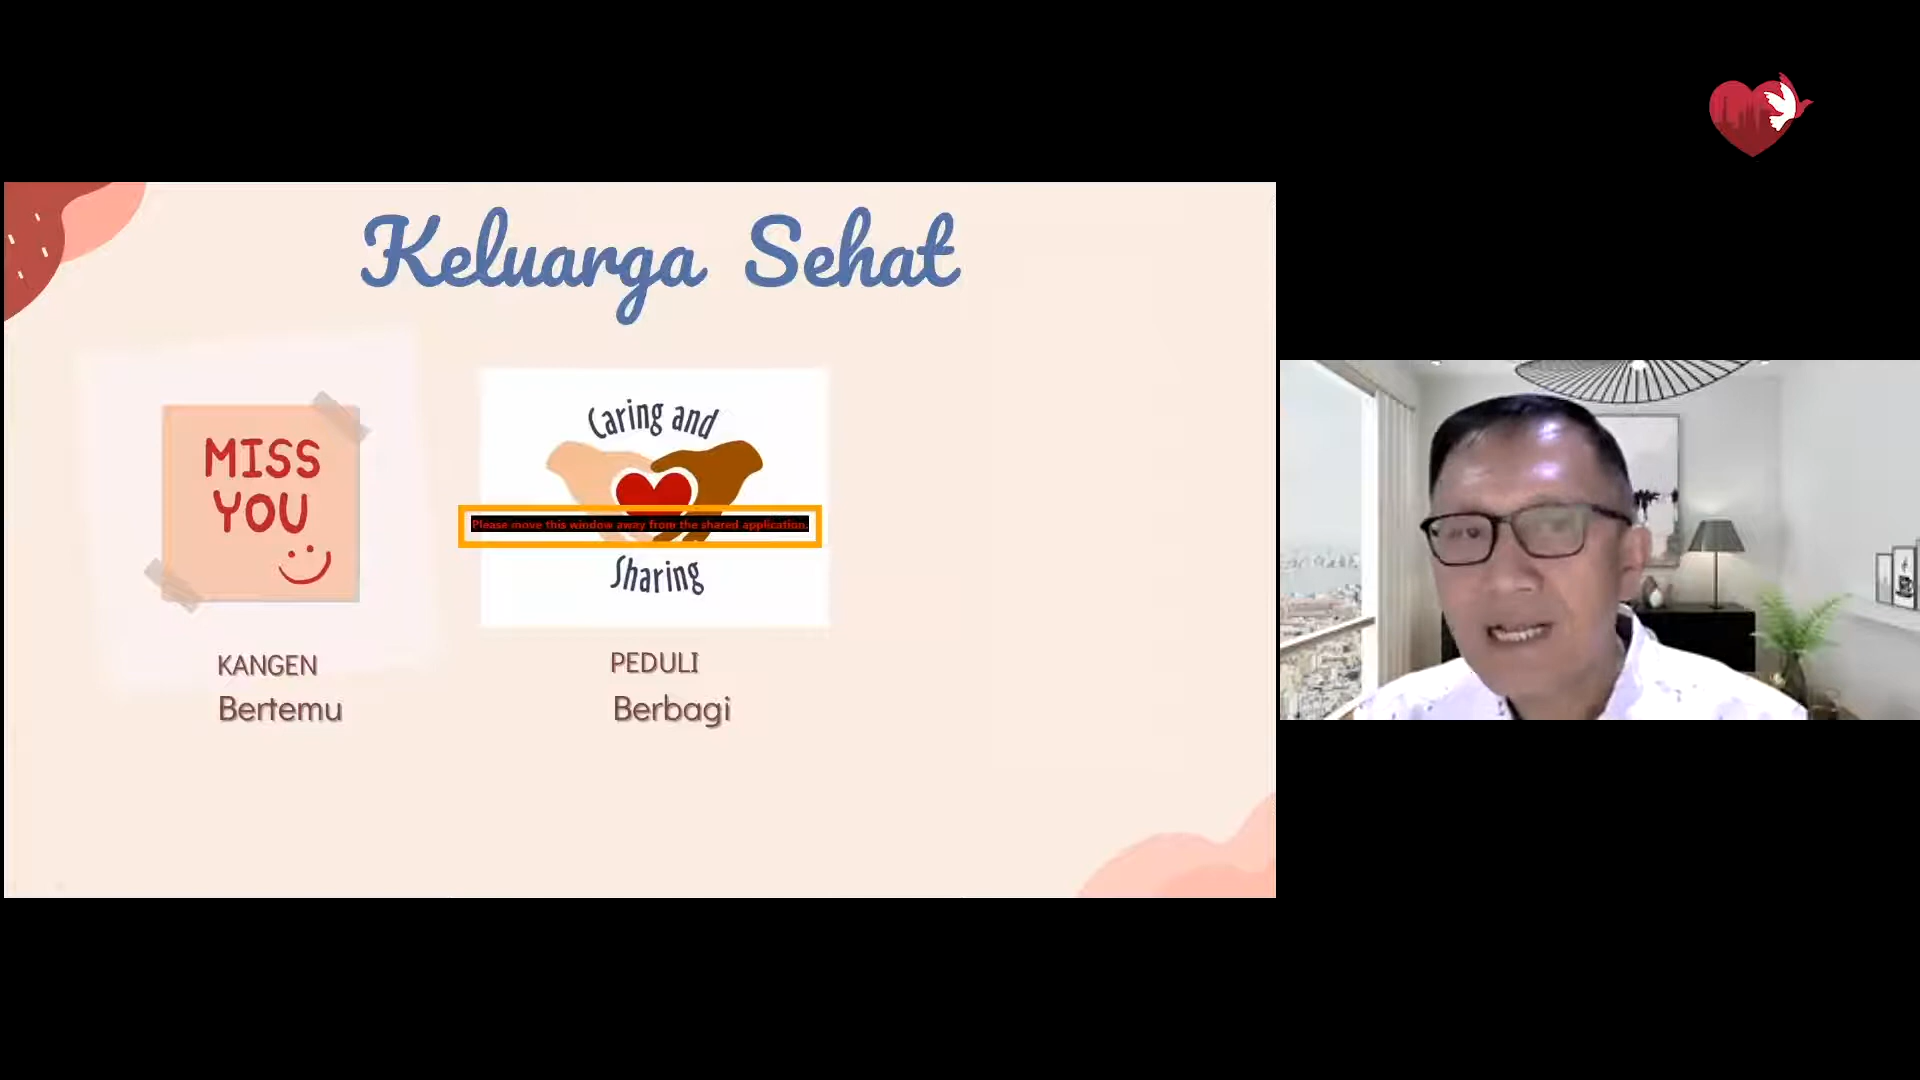 Keluarga Sehat
MISS
YOU
Caring and
Please move this window away from the shared application.
Sharing
KANGEN
Bertemu
PEDULI
Berbagi